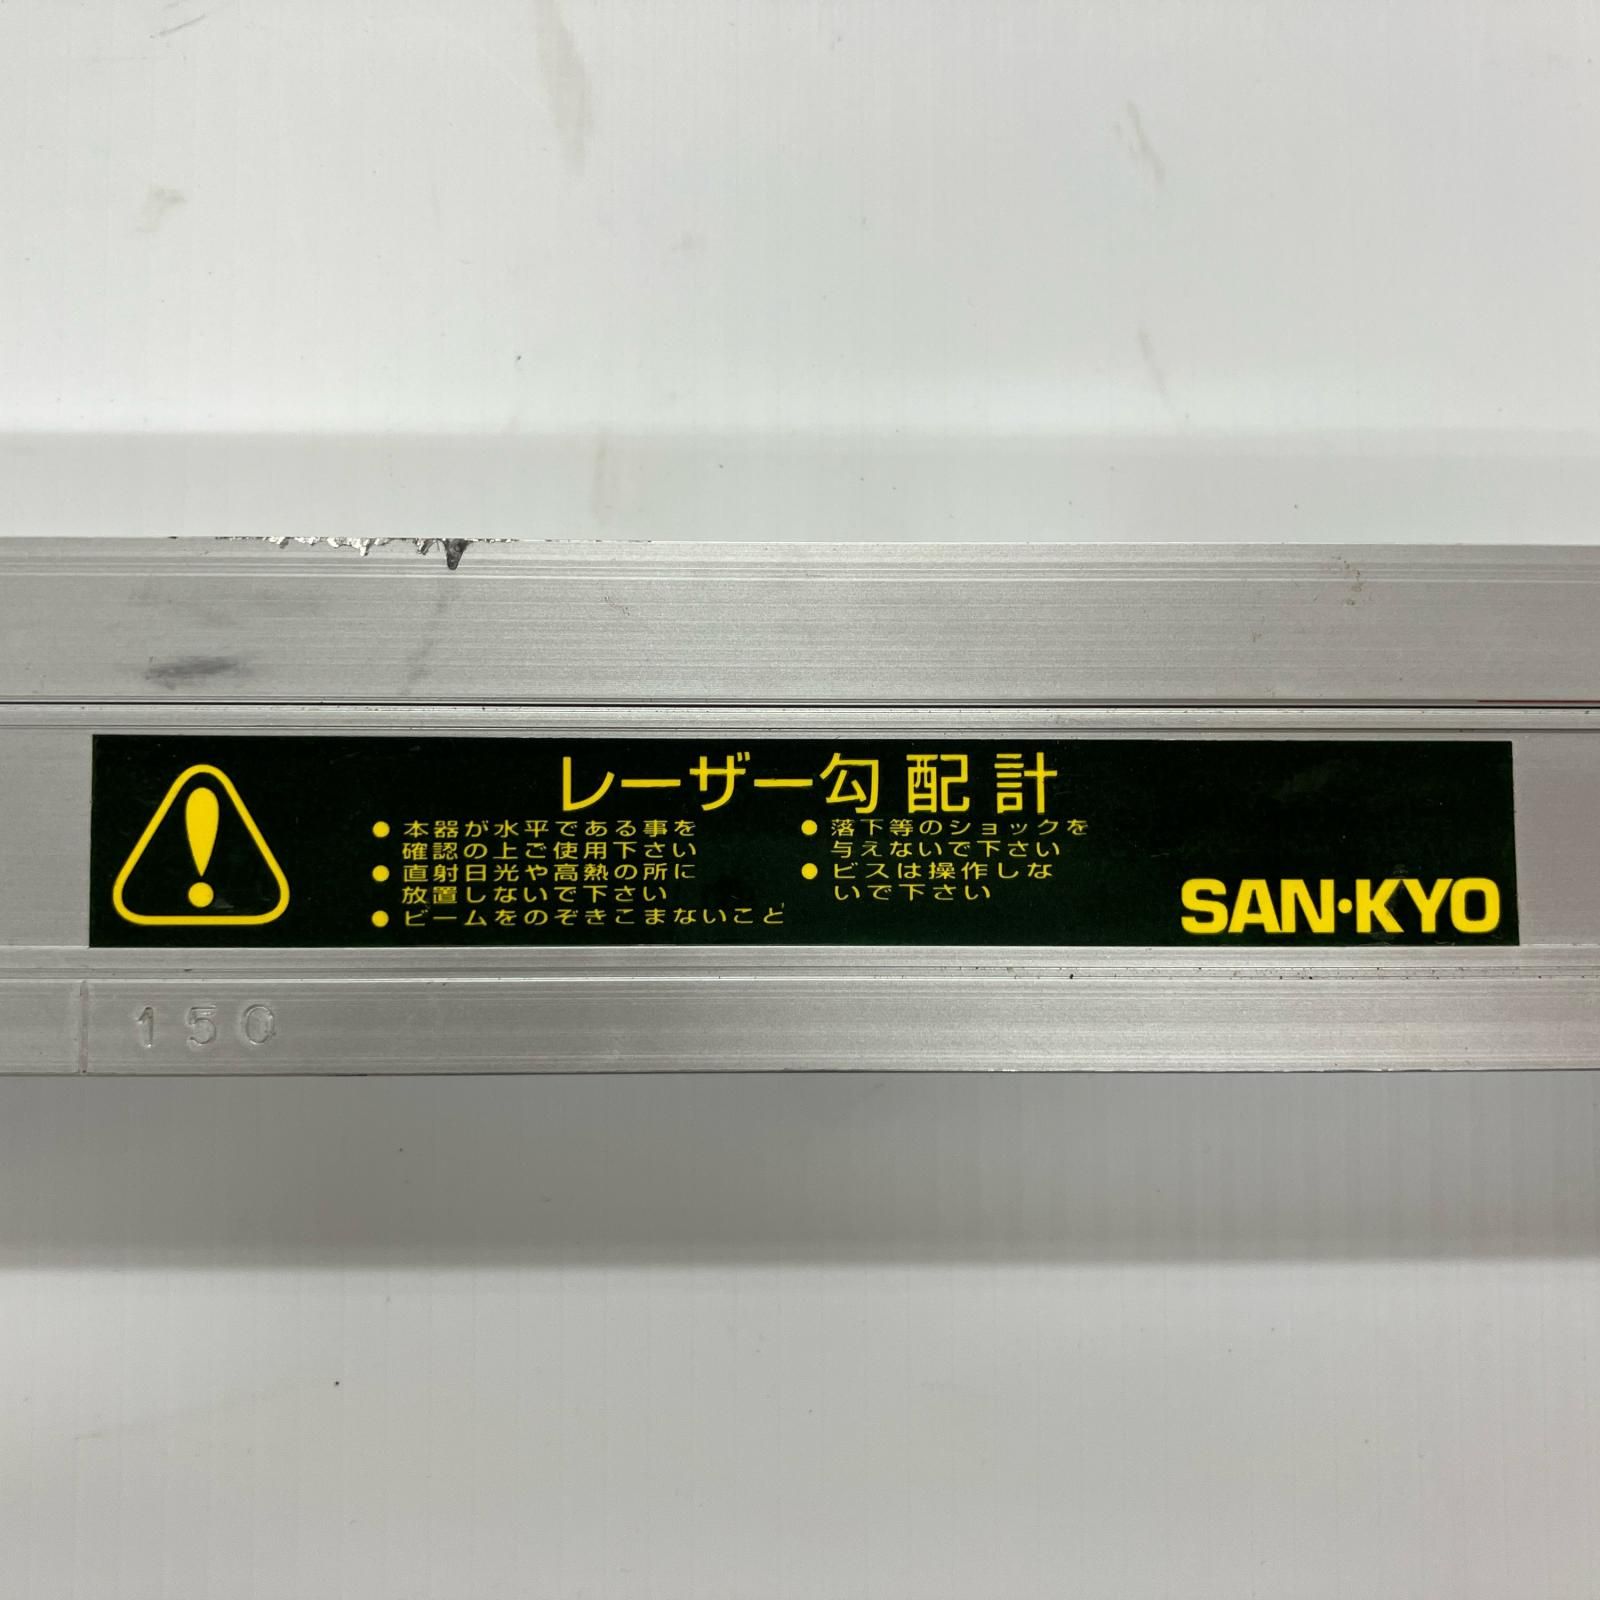 レーザー勾配計
● 本器が水平である事を
確認の上ご使用下さい
● 直射日光や高熱の所に
放置しないで下さい
● ビームをのぞきこまないこと
● 落下等のショックを
与えないで下さい
● ビスは操作しな
いで下さい
SAN・KYO
150